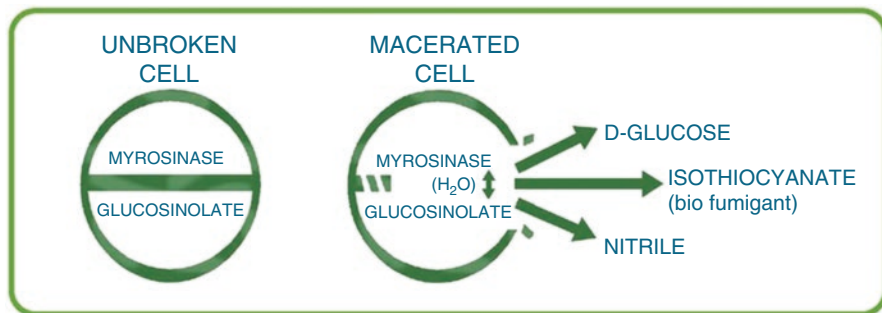 UNBROKEN
CELL
MYROSINASE
GLUCOSINOLATE
MACERATED
CELL
MYROSINASE
(H₂O)
GLUCOSINOLATE
D-GLUCOSE
ISOTHIOCYANATE
(bio fumigant)
NITRILE